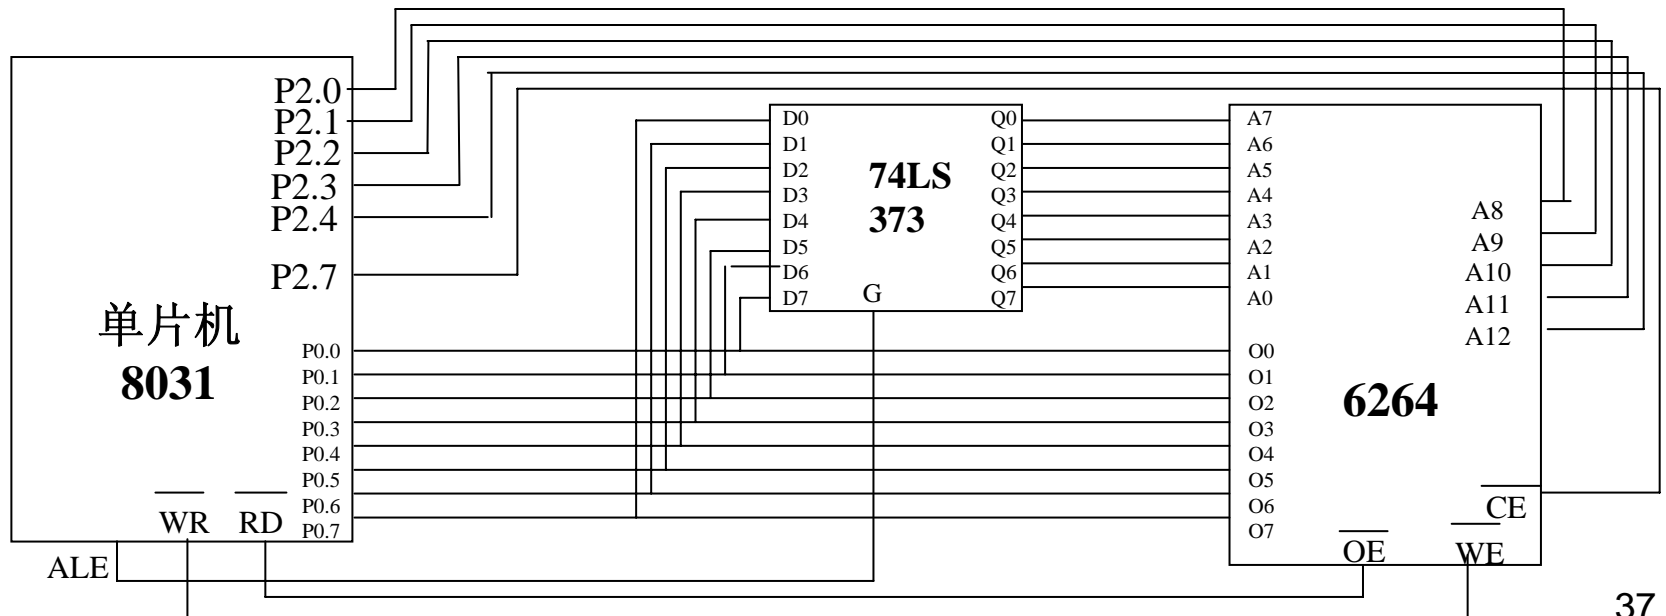 P2.0
P2.1
P2.2
P2.3
P2.4
P2.7
单片机
8031
P0.0
P0.1
P0.2
P0.3
P0.4
P0.5
P0.6
P0.7
WR RD
ALE
D0
D1
D2
D3
D4
D5
D6
D7
74LS
373
G
Q0
Q1
Q2
Q3
Q4
Q5
Q6
Q7
A7
A6
A5
A4
A3
A2
A1
A0
O0
O1
O2
O3
O4
O5
O6
O7
A8
A9
A10
A11
A12
6264
CE
OE WE
37